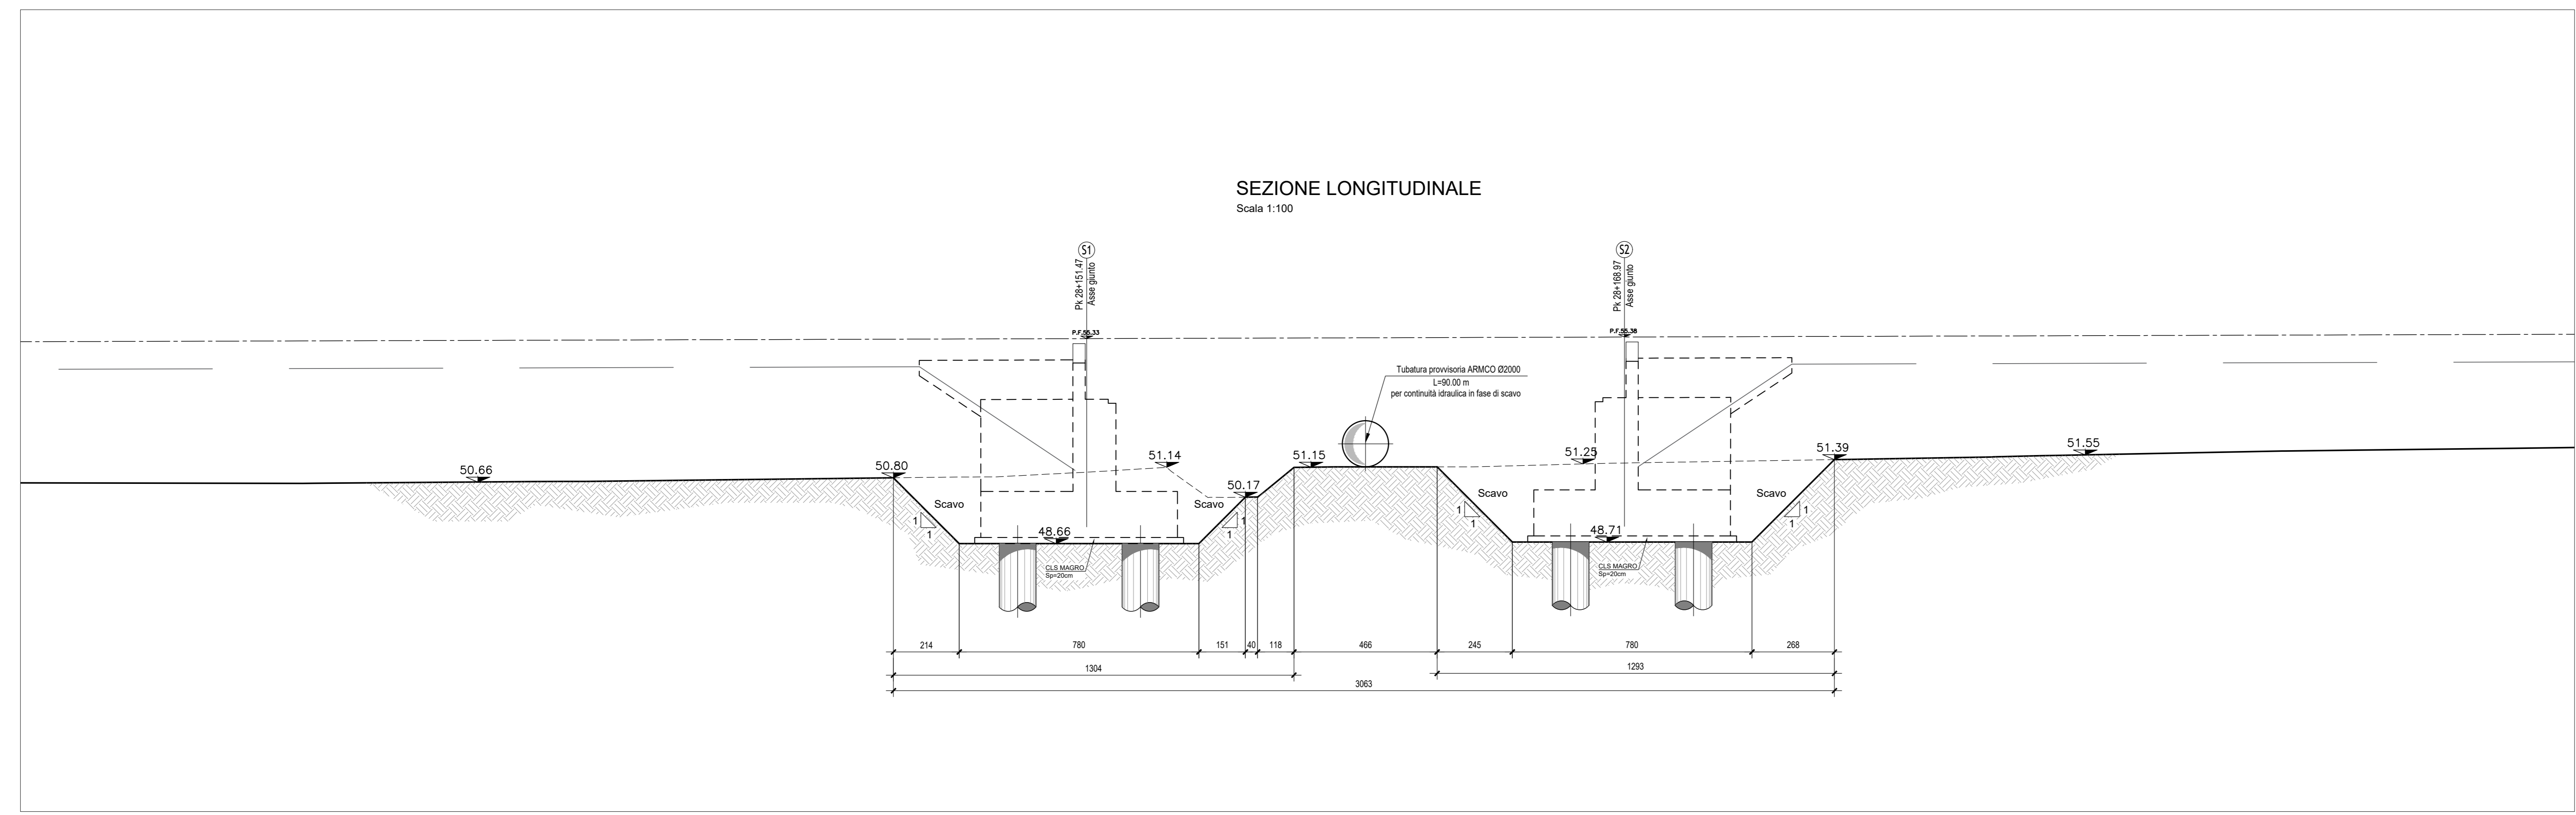 SEZIONE LONGITUDINALE
Scala 1:100
S1
Pk 28+151.47
Asse giunto
S2
Pk 28+168.97
Asse giunto
P.F.55.33
P.F.55.38
Tubatura provvisoria ARMCO Ø2000
L=90.00 m
per continuità idraulica in fase di scavo
50.66
50.80
51.14
50.17
51.15
51.25
51.39
51.55
Scavo
1
1
Scavo
1
1
Scavo
1
1
Scavo
1
1
48.66
48.71
CLS MAGRO
Sp=20cm
CLS MAGRO
Sp=20cm
214 780 151 40 118 466 245 780 268
1304 1293
3063